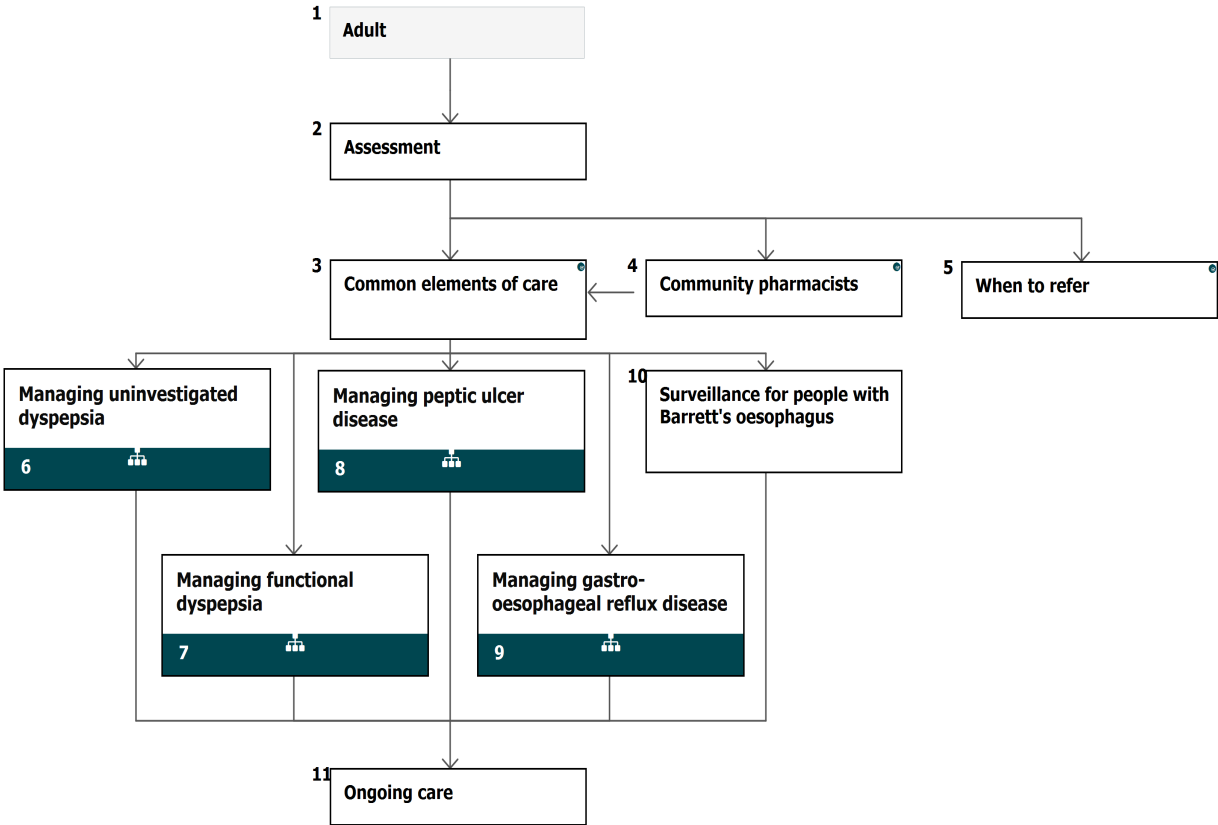 1
Adult
2
Assessment
3
Common elements of care
4
Community pharmacists
5
When to refer
Managing uninvestigated
dyspepsia
6
Managing peptic ulcer
disease
8
10
Surveillance for people with
Barrett's oesophagus
Managing functional
dyspepsia
7
Managing gastro-
oesophageal reflux disease
9
11
Ongoing care